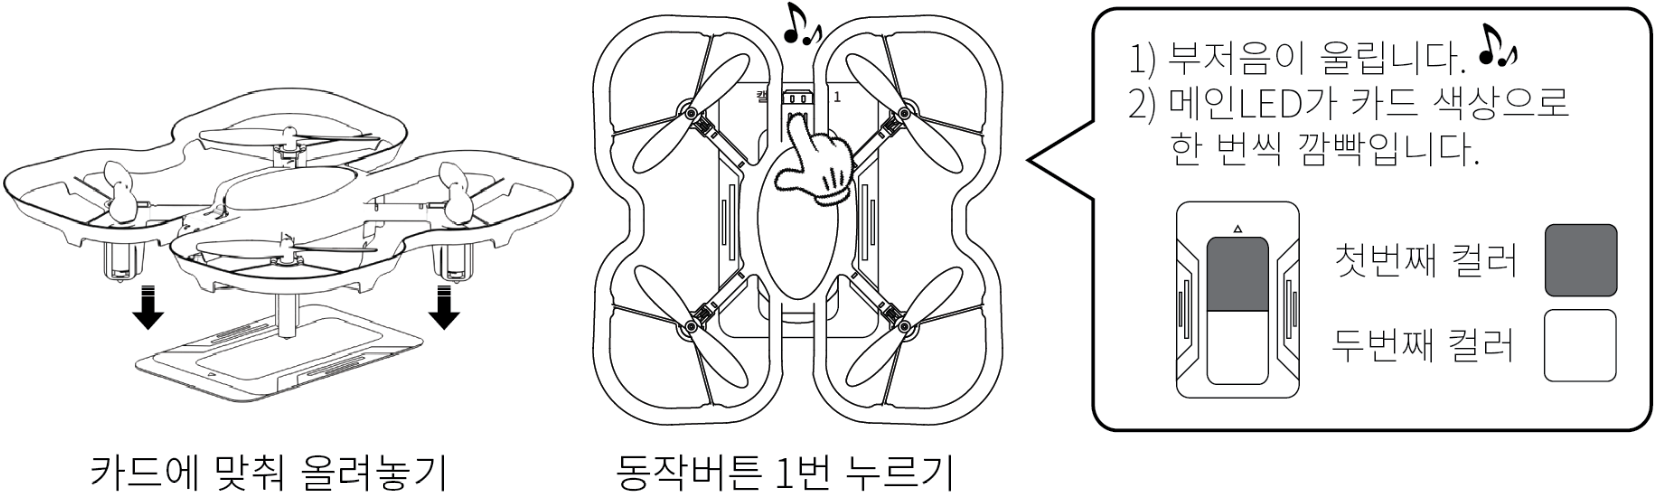 캘
1
1) 부저음이 울립니다.
2) 메인LED가 카드 색상으로
한 번씩 깜빡입니다.
첫번째 컬러
두번째 컬러
카드에 맞춰 올려놓기
동작버튼 1번 누르기